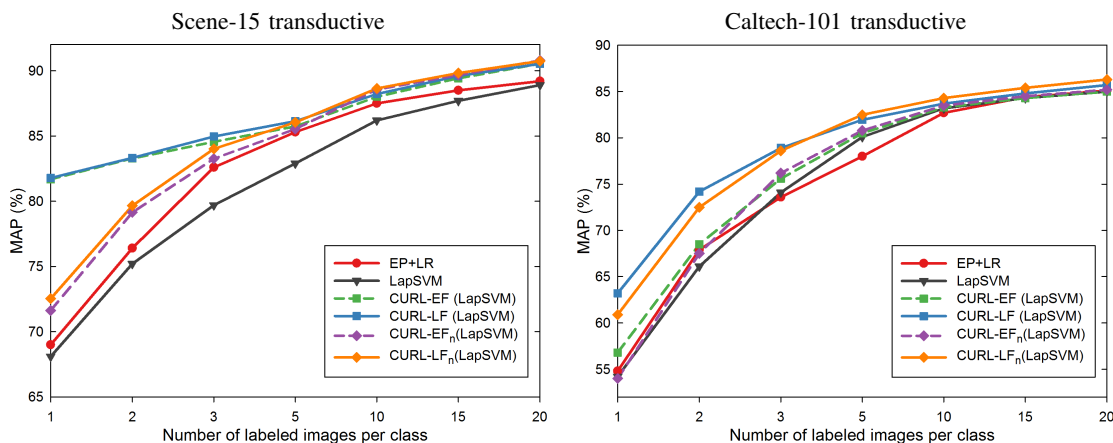 Scene-15 transductive
MAP (%)
90
85
80
75
70
65
1 2 3 5 10 15 20
Number of labeled images per class
EP+LR
LapSVM
CURL-EF (LapSVM)
CURL-LF (LapSVM)
CURL-EFn(LapSVM)
CURL-LFn(LapSVM)
Caltech-101 transductive
MAP (%)
90
85
80
75
70
65
60
55
1 2 3 5 10 15 20
Number of labeled images per class
EP+LR
LapSVM
CURL-EF (LapSVM)
CURL-LF (LapSVM)
CURL-EFn(LapSVM)
CURL-LFn(LapSVM)